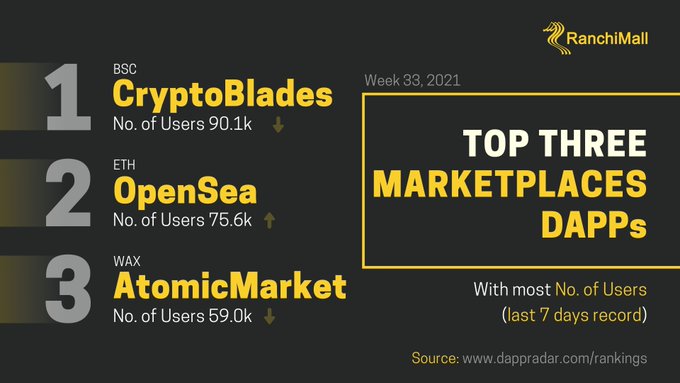 RanchiMall
Week 33, 2021
TOP THREE
MARKETPLACES
DAPPs
1
BSC
CryptoBlades
No. of Users 90.1k
2
ETH
OpenSea
No. of Users 75.6k
3
WAX
AtomicMarket
No. of Users 59.0k
With most No. of Users
(last 7 days record)
Source: www.dappradar.com/rankings